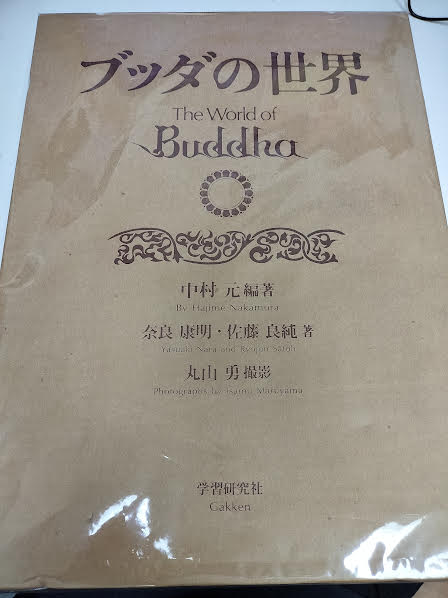 ブッダの世界
The World of
Buddha
中村 元編著
By Hajime Nakamura
奈良 康明・佐藤 良純 著
Yasuaki Nara and Ryojun Satoh
丸山 勇撮影
Photographs by Isamu Maruyama
学習研究社
Gakken